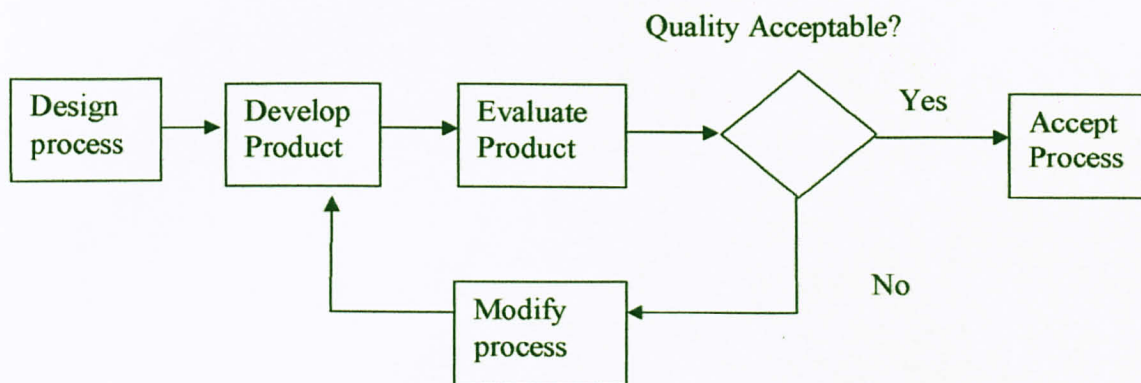 Quality Acceptable?
Design
process
Develop
Product
Evaluate
Product
Yes
Accept
Process
No
Modify
process